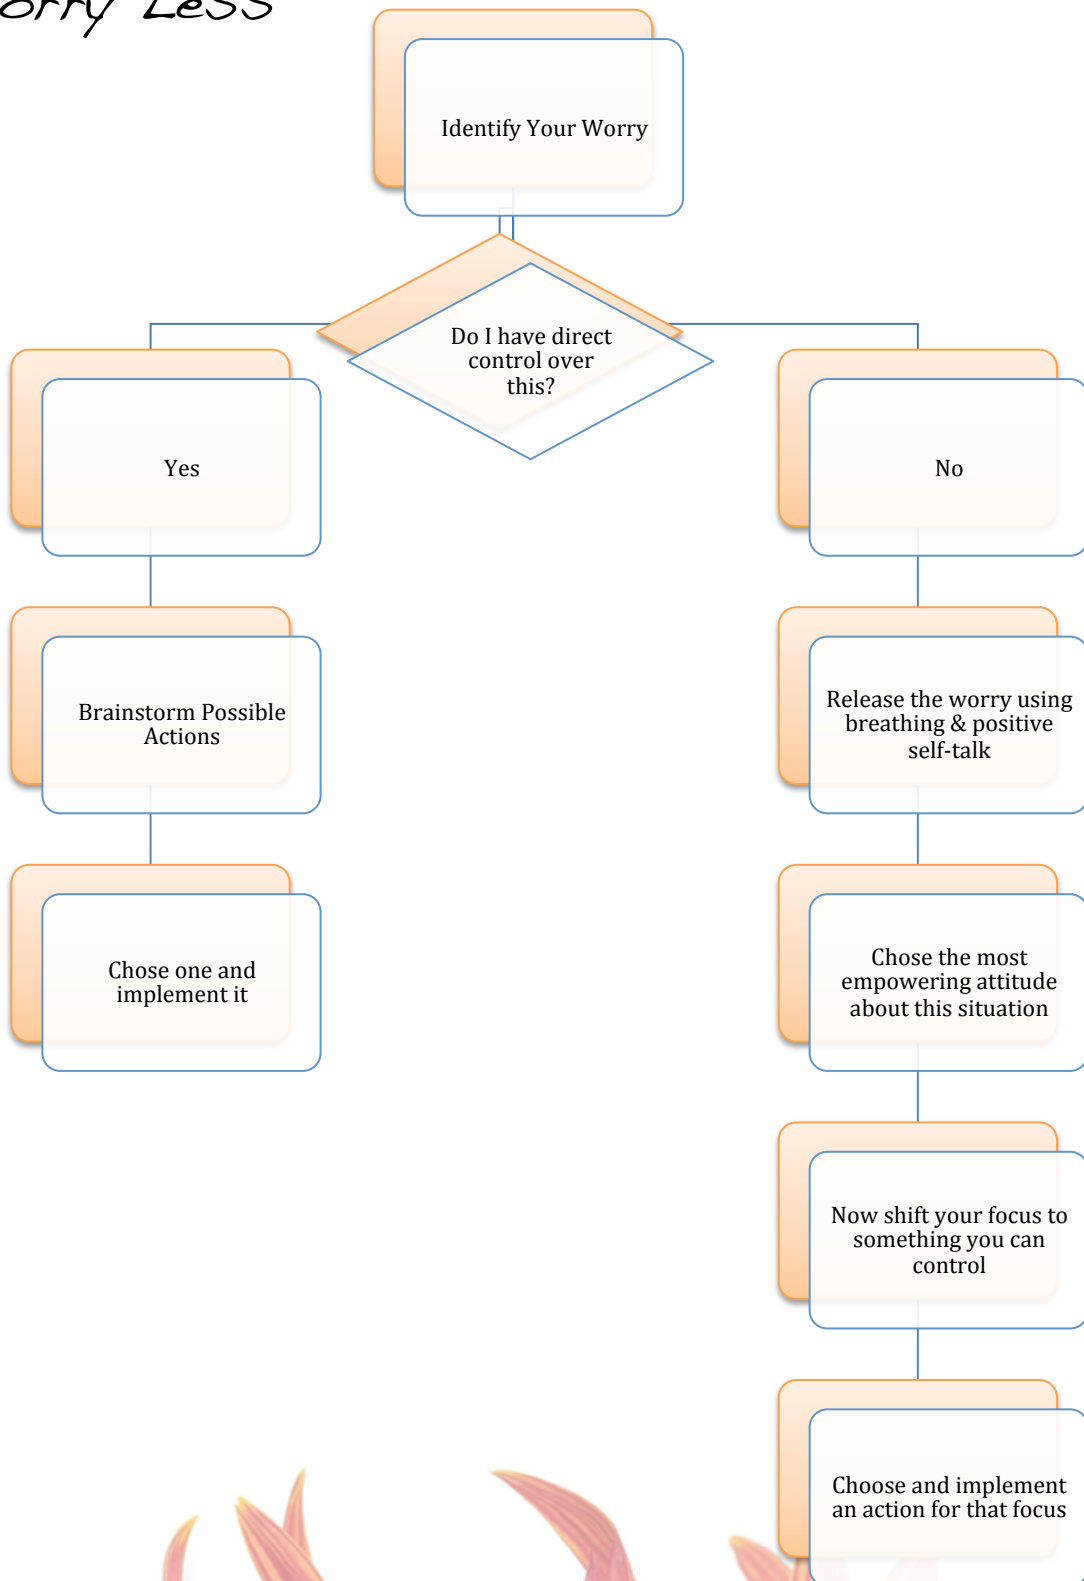 orry Less
Identify Your Worry
Do I have direct
control over
this?
Yes
No
Brainstorm Possible
Actions
Release the worry using
breathing & positive
self-talk
Chose one and
implement it
Chose the most
empowering attitude
about this situation
Now shift your focus to
something you can
control
Choose and implement
an action for that focus